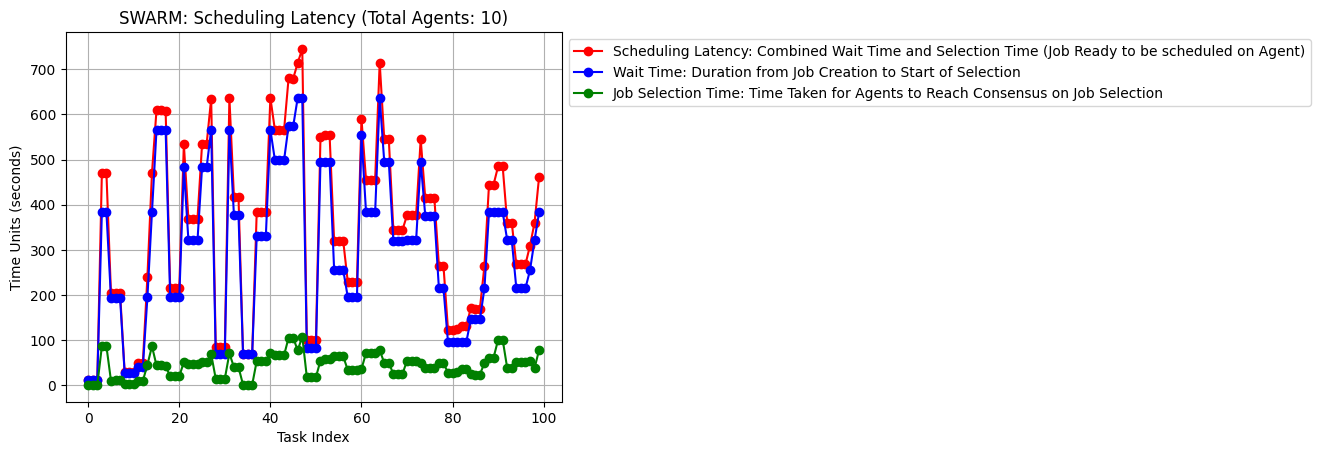 SWARM: Scheduling Latency (Total Agents: 10)
Scheduling Latency: Combined Wait Time and Selection Time (Job Ready to be scheduled on Agent)
Wait Time: Duration from Job Creation to Start of Selection
Job Selection Time: Time Taken for Agents to Reach Consensus on Job Selection
Time Units (seconds)
700
600
500
400
300
200
100
0
0 20 40 60 80 100
Task Index